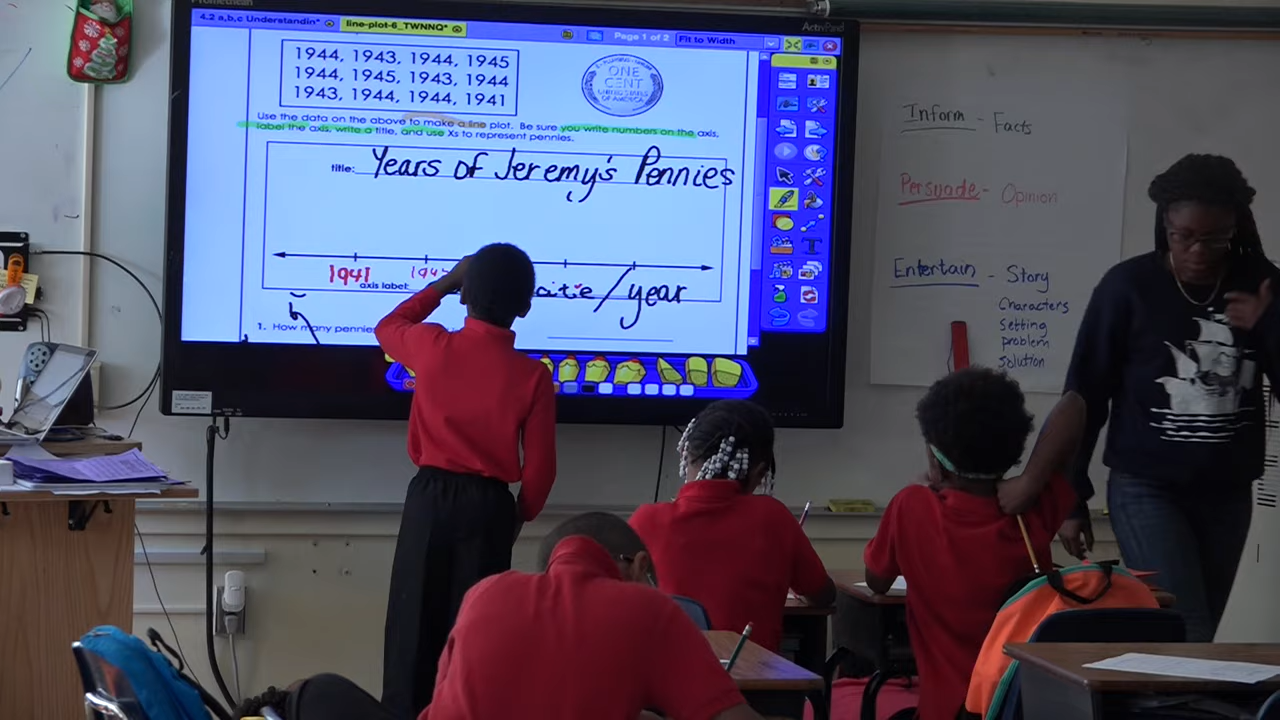 Promethean
ActivPanel
4.2 a,b,c Understandin*
line-plot-6_TWNNQ*
Page 1 of 2
Fit to Width
1944, 1943, 1944, 1945
1944, 1945, 1943, 1944
1943, 1944, 1944, 1941
ONE
CENT
UNITED STATES
OF AMERICA
Use the data on the above to make a line plot. Be sure you write numbers on the axis,
label the axis, write a title, and use Xs to represent pennies.
title: Years of Jeremy's Pennies
1941 194
axis label: /year
1. How many pennies
Inform - Facts
Persuade - Opinion
Entertain - Story
Characters
Setting
problem
solution